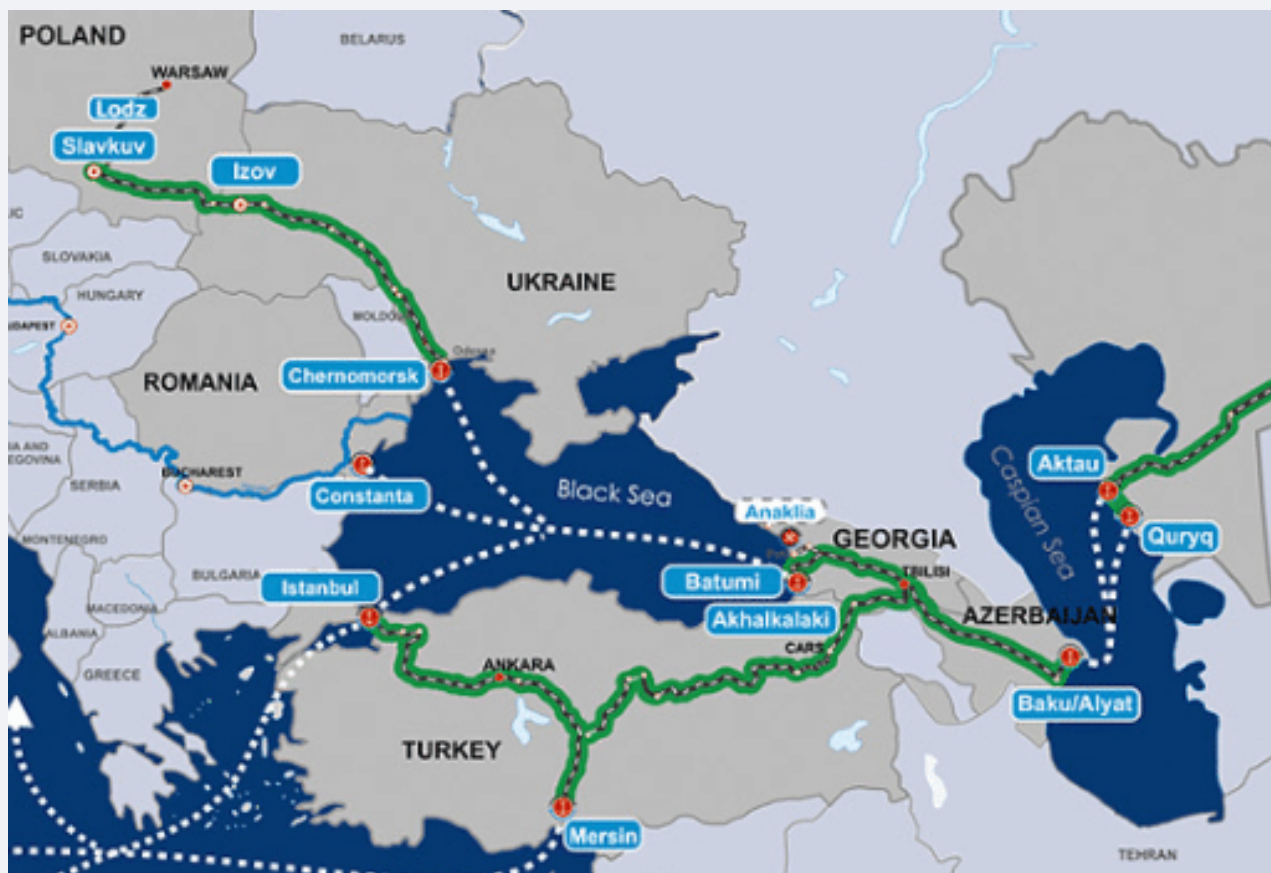 POLAND
BELARUS
WARSAW
Lodz
Slavkuv
Izov
SLOVAKIA
HUNGARY
UKRAINE
Odessa
Chernomorsk
ROMANIA
BUCHAREST
Constanta
SERBIA
MONTENEGRO
BULGARIA
MACEDONIA
ALBANIA
GREECE
Black Sea
Caspian Sea
Aktau
Quryq
Anaklia
GEORGIA
Batumi
TBILISI
Akhalkalaki
AZERBAIJAN
Istanbul
CARS
ANKARA
Baku/Alyat
TURKEY
Mersin
TEHRAN